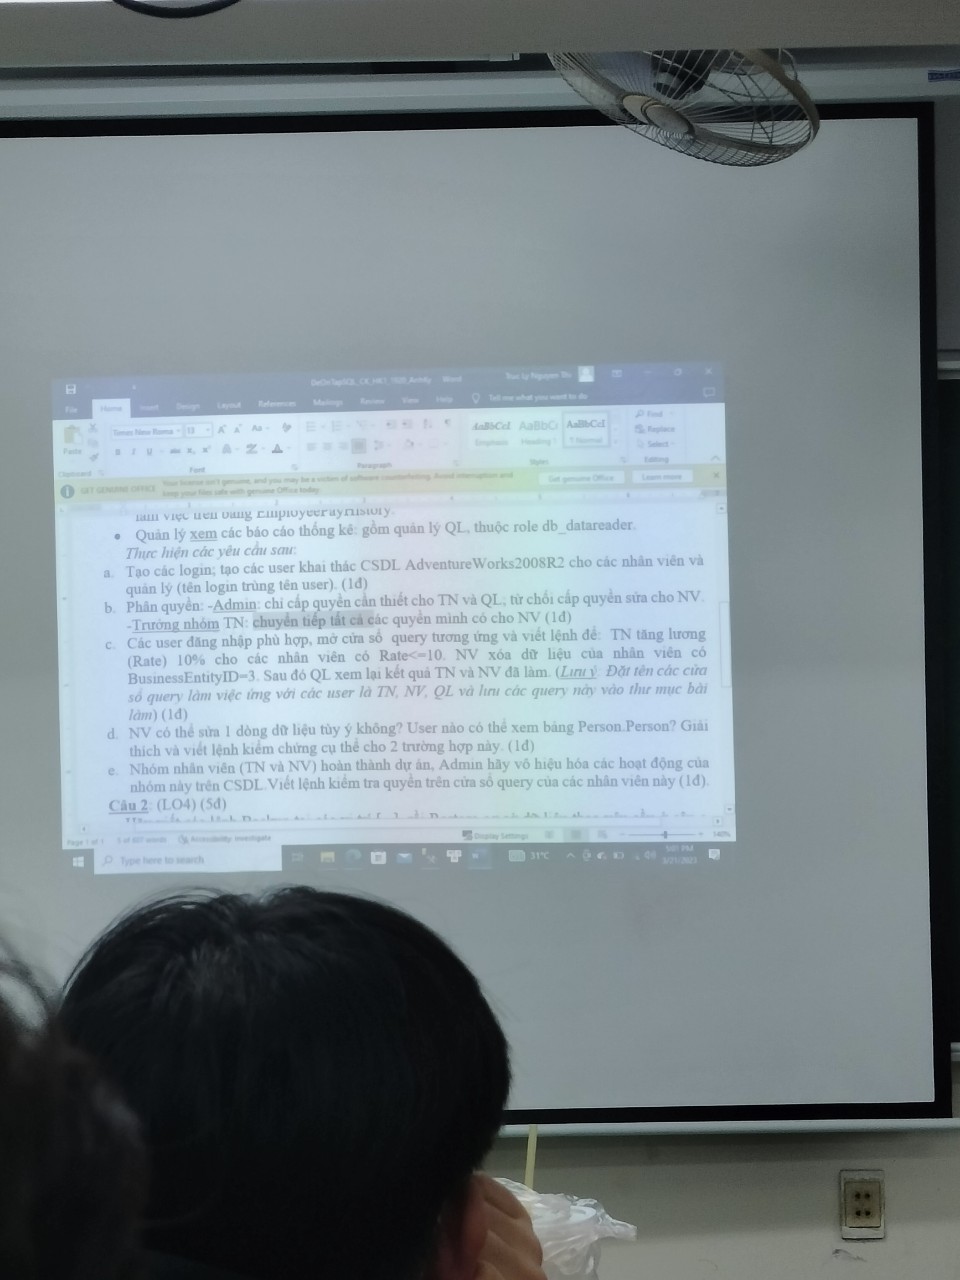 Word
Truc Ly Nguyen Thi
File Home Insert Design Layout References Mailings Review View Help Tell me what you want to do
Paste
Times New Roma 13
AaBbCcI AaBbC AaBbCcI
Emphasis Heading 1 Normal
Find
Replace
Select
Clipboard Font Paragraph Styles Editing
GET GENUINE OFFICE Your license isn't genuine, and you may be a victim of software counterfeiting. Avoid interruption and
keep your files safe with genuine Office today.
Get genuine Office Learn more
làm việc trên bảng EmployeePayHistory.
• Quản lý xem các báo cáo thống kê: gồm quản lý QL, thuộc role db_datareader.
Thực hiện các yêu cầu sau:
a. Tạo các login; tạo các user khai thác CSDL AdventureWorks2008R2 cho các nhân viên và
quản lý (tên login trùng tên user). (1đ)
b. Phân quyền: -Admin: chỉ cấp quyền cần thiết cho TN và QL, từ chối cấp quyền sửa cho NV.
-Trưởng nhóm TN: chuyển tiếp tất cả các quyền mình có cho NV (1đ)
c. Các user đăng nhập phù hợp, mở cửa sổ query tương ứng và viết lệnh để: TN tăng lương
(Rate) 10% cho các nhân viên có Rate<=10. NV xóa dữ liệu của nhân viên có
BusinessEntityID=3. Sau đó QL xem lại kết quả TN và NV đã làm. (Lưu ý: Đặt tên các cửa
sổ query làm việc ứng với các user là TN, NV, QL và lưu các query này vào thư mục bài
làm) (1đ)
d. NV có thể sửa 1 dòng dữ liệu tùy ý không? User nào có thể xem bảng Person.Person? Giải
thích và viết lệnh kiểm chứng cụ thể cho 2 trường hợp này. (1đ)
e. Nhóm nhân viên (TN và NV) hoàn thành dự án, Admin hãy vô hiệu hóa các hoạt động của
nhóm này trên CSDL.Viết lệnh kiểm tra quyền trên cửa sổ query của các nhân viên này (1đ).
Câu 2: (LO4) (5đ)
Accessibility: Investigate Display Settings 140%
Type here to search
31°C
5:01 PM
3/21/2023